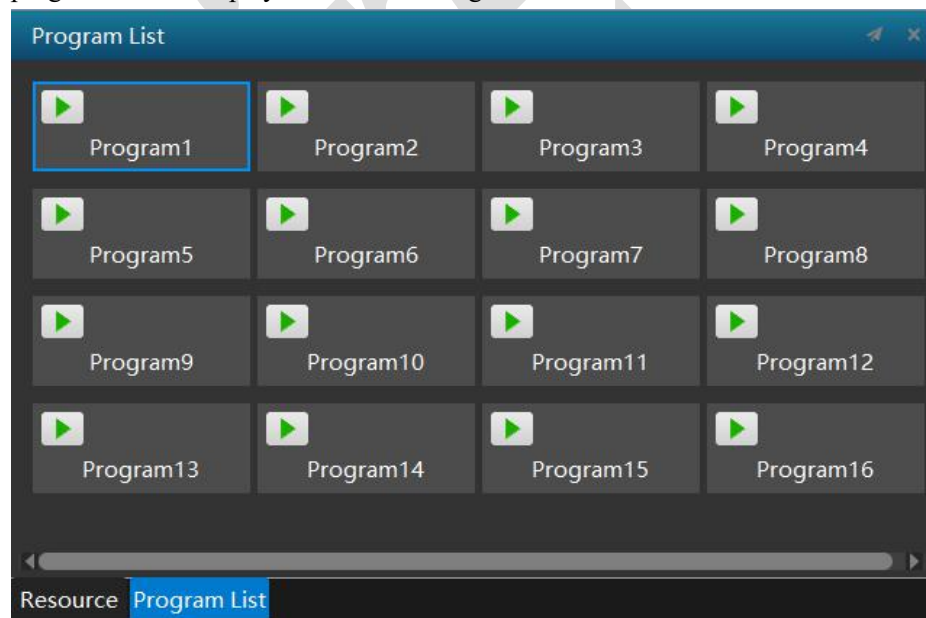 Program List
Program1 Program2 Program3 Program4
Program5 Program6 Program7 Program8
Program9 Program10 Program11 Program12
Program13 Program14 Program15 Program16
Resource Program List